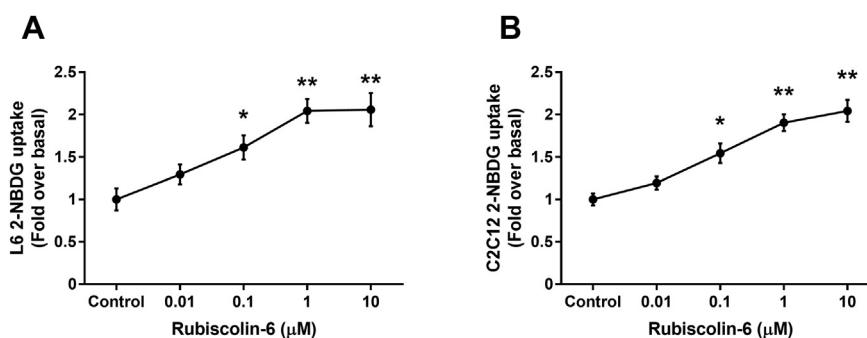 A
L6 2-NBDG uptake
(Fold over basal)
2.5
2
1.5
1
0.5
0
*
**
**
Control
0.01
0.1
1
10
Rubiscolin-6 (μM)
B
C2C12 2-NBDG uptake
(Fold over basal)
2.5
2
1.5
1
0.5
0
*
**
**
Control
0.01
0.1
1
10
Rubiscolin-6 (μM)